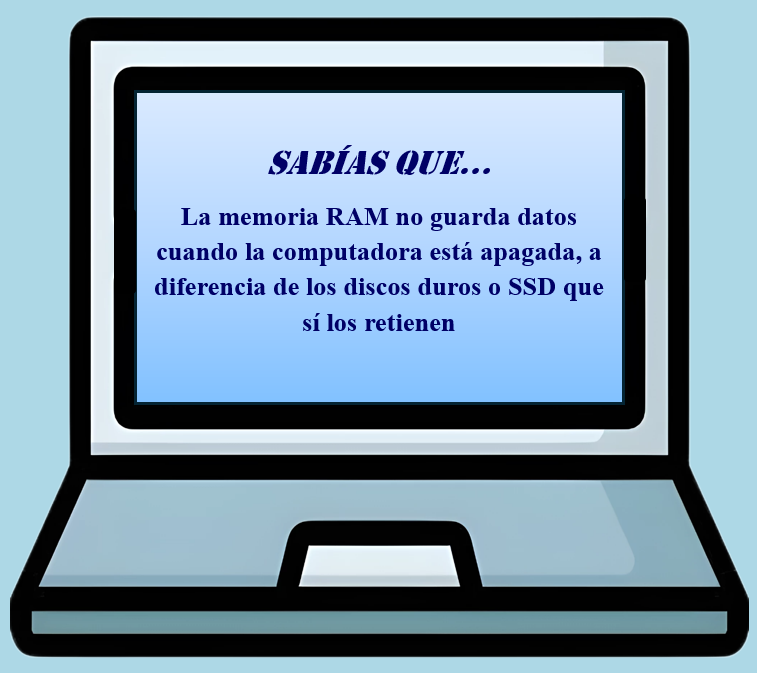 SABÍAS QUE...
La memoria RAM no guarda datos
cuando la computadora está apagada, a
diferencia de los discos duros o SSD que
sí los retienen